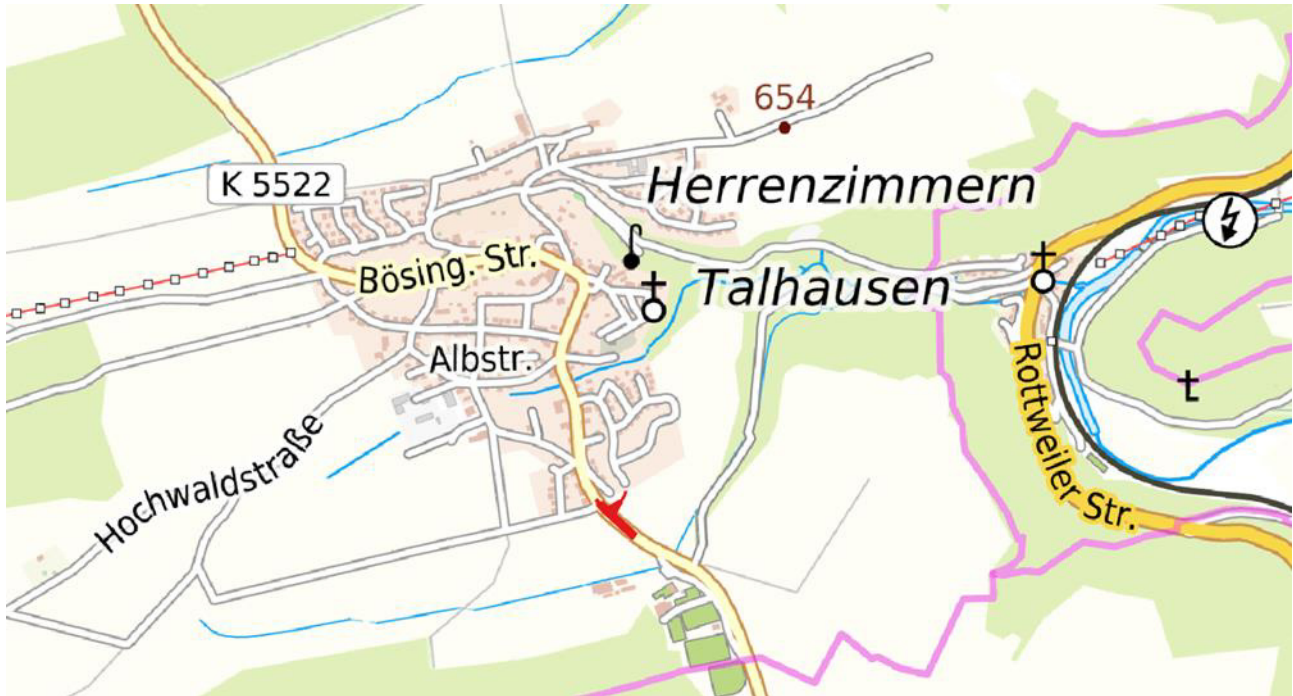 654
K 5522
Herrenzimmern
Bösing. Str.
Talhausen
Albstr.
Rottweiler Str.
Hochwaldstraße